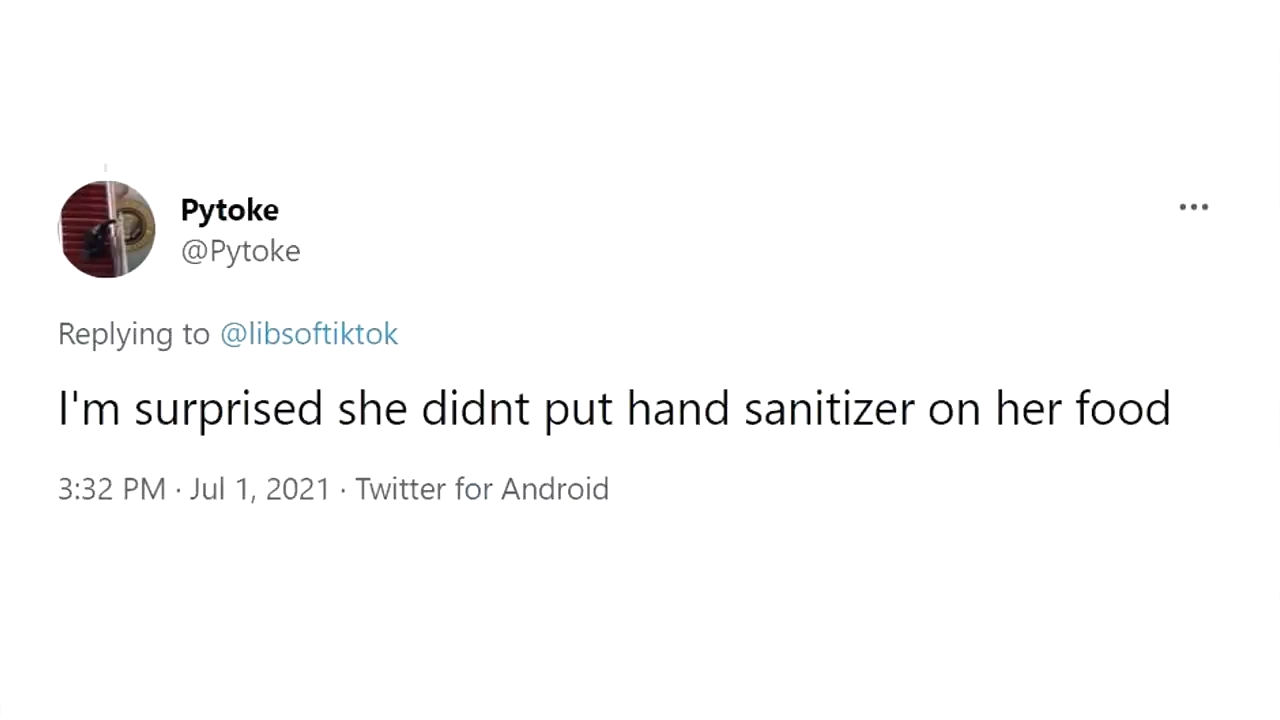 Pytoke
@Pytoke
Replying to @libsoftiktok
I'm surprised she didnt put hand sanitizer on her food
3:32 PM · Jul 1, 2021 · Twitter for Android